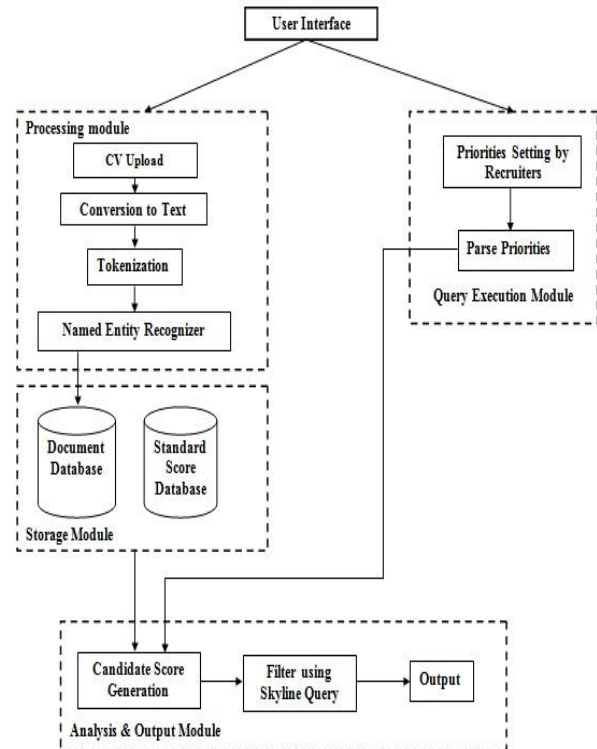 User Interface
Processing module
CV Upload
Conversion to Text
Tokenization
Named Entity Recognizer
Priorities Setting by
Recruiters
Parse Priorities
Query Execution Module
Document
Database
Standard
Score
Database
Storage Module
Candidate Score
Generation
Filter using
Skyline Query
Output
Analysis & Output Module